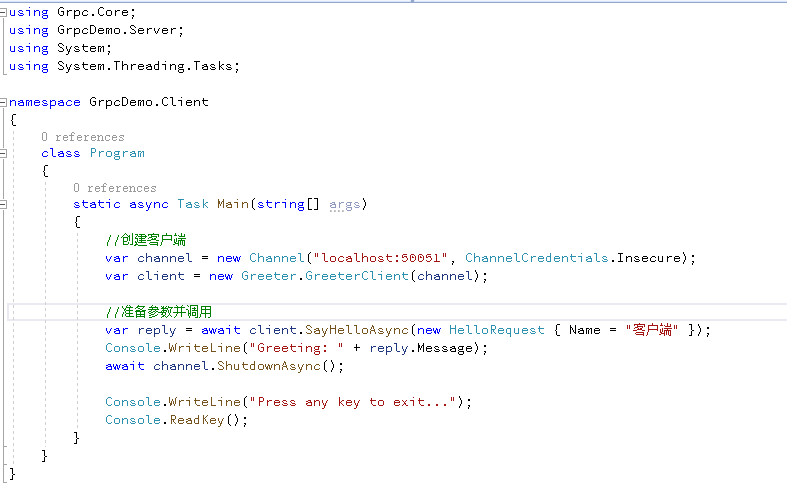 using Grpc.Core;
using GrpcDemo.Server;
using System;
using System.Threading.Tasks;
namespace GrpcDemo.Client
{
0 references
class Program
{
0 references
static async Task Main(string[] args)
{
//创建客户端
var channel = new Channel("localhost:50051", ChannelCredentials.Insecure);
var client = new Greeter.GreeterClient(channel);
//准备参数并调用
var reply = await client.SayHelloAsync(new HelloRequest { Name = "客户端" });
Console.WriteLine("Greeting: " + reply.Message);
await channel.ShutdownAsync();
Console.WriteLine("Press any key to exit...");
Console.ReadKey();
}
}
}